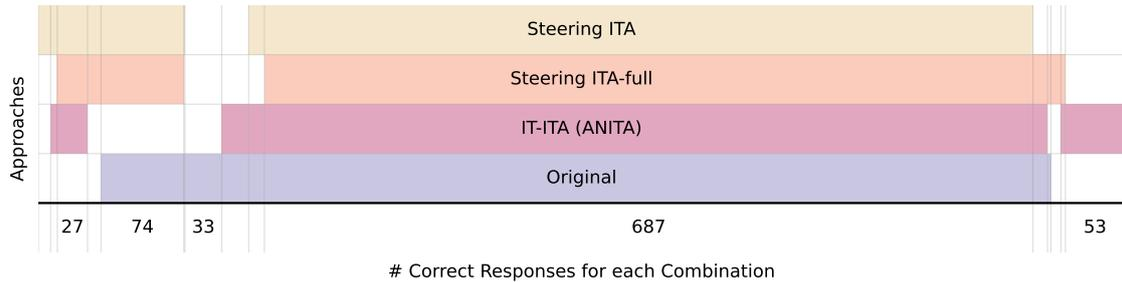 Approaches
Steering ITA
Steering ITA-full
IT-ITA (ANITA)
Original
27 74 33 687 53
# Correct Responses for each Combination